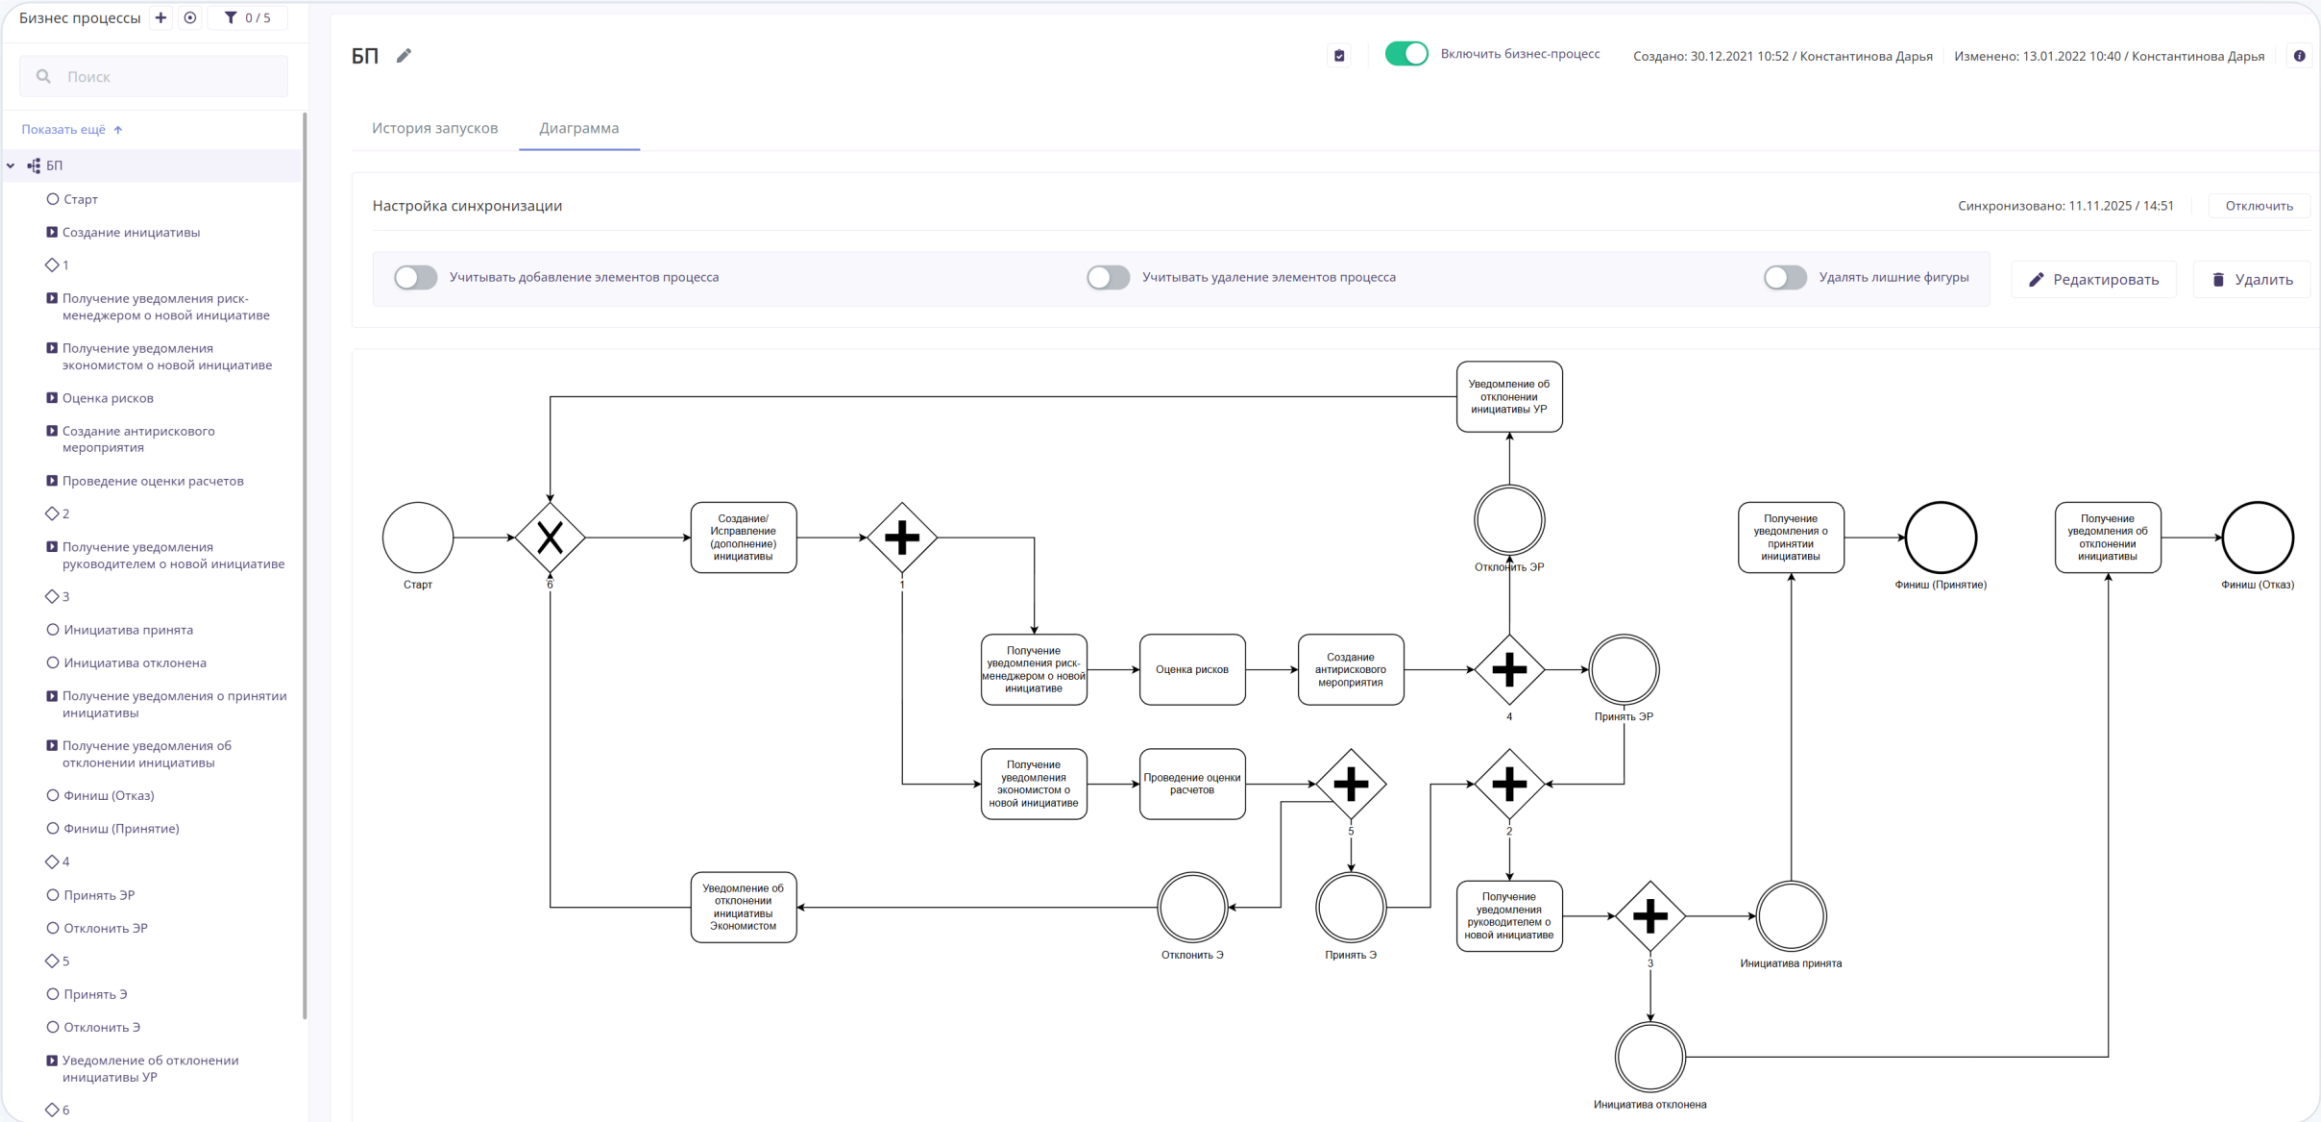 Бизнес процессы
0 / 5
Поиск
Показать ещё
БП
Старт
Создание инициативы
1
Получение уведомления риск-
менеджером о новой инициативе
Получение уведомления
экономистом о новой инициативе
Оценка рисков
Создание антирискового
мероприятия
Проведение оценки расчетов
2
Получение уведомления
руководителем о новой инициативе
3
Инициатива принята
Инициатива отклонена
Получение уведомления о принятии
инициативы
Получение уведомления об
отклонении инициативы
Финиш (Отказ)
Финиш (Принятие)
4
Принять ЭР
Отклонить ЭР
5
Принять Э
Отклонить Э
Уведомление об отклонении
инициативы УР
6
БП
Включить бизнес-процесс
Создано: 30.12.2021 10:52 / Константинова Дарья
Изменено: 13.01.2022 10:40 / Константинова Дарья
История запусков
Диаграмма
Настройка синхронизации
Синхронизовано: 11.11.2025 / 14:51
Отключить
Учитывать добавление элементов процесса
Учитывать удаление элементов процесса
Удалять лишние фигуры
Редактировать
Удалить
Уведомление об
отклонении
инициативы УР
Старт
6
Создание/
Исправление
(дополнение)
инициативы
1
Отклонить ЭР
Получение
уведомления о
принятии
инициативы
Финиш (Принятие)
Получение
уведомления об
отклонении
инициативы
Финиш (Отказ)
Получение
уведомления риск-
менеджером о новой
инициативе
Оценка рисков
Создание
антирискового
мероприятия
4
Принять ЭР
Получение
уведомления
экономистом о
новой инициативе
Проведение оценки
расчетов
5
2
Уведомление об
отклонении
инициативы
Экономистом
Отклонить Э
Принять Э
Получение
уведомления
руководителем о
новой инициативе
3
Инициатива принята
Инициатива отклонена